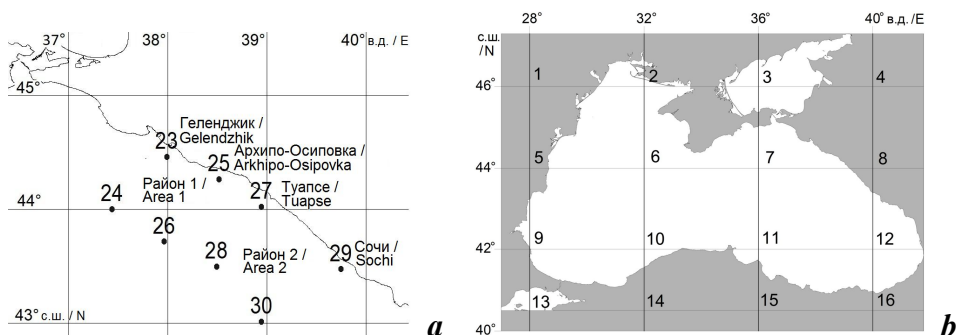 37° 38° 39° 40° в.д. / E
45°
44°
43° с.ш. / N
23
Геленджик /
Gelendzhik
25
Архипо-Осиповка /
Arkhipo-Osipovka
24
Район 1 /
Area 1
27
Туапсе /
Tuapse
26
28
Район 2 /
Area 2
29
Сочи /
Sochi
30
a
28° 32° 36° 40° в.д. /E
с.ш.
/N
46°
44°
42°
40°
1 2 3 4
5 6 7 8
9 10 11 12
13 14 15 16
b